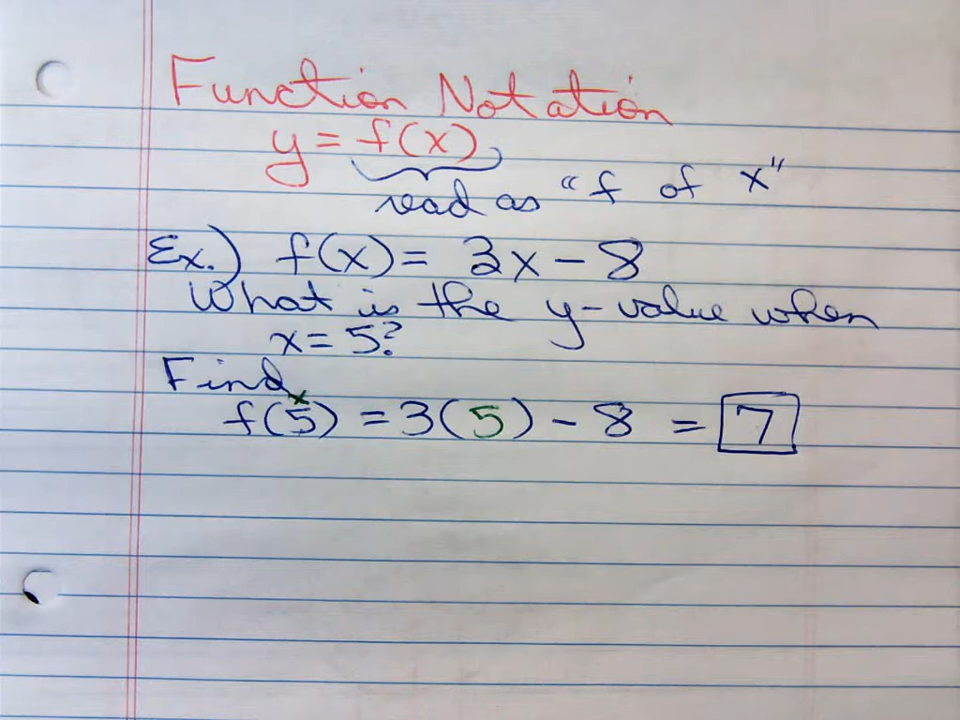 Function Notation
y = f(x)
read as "f of x"
Ex.) f(x) = 3x - 8
What is the y-value when
x = 5?
Find
x
f(5) = 3(5) - 8 = 7